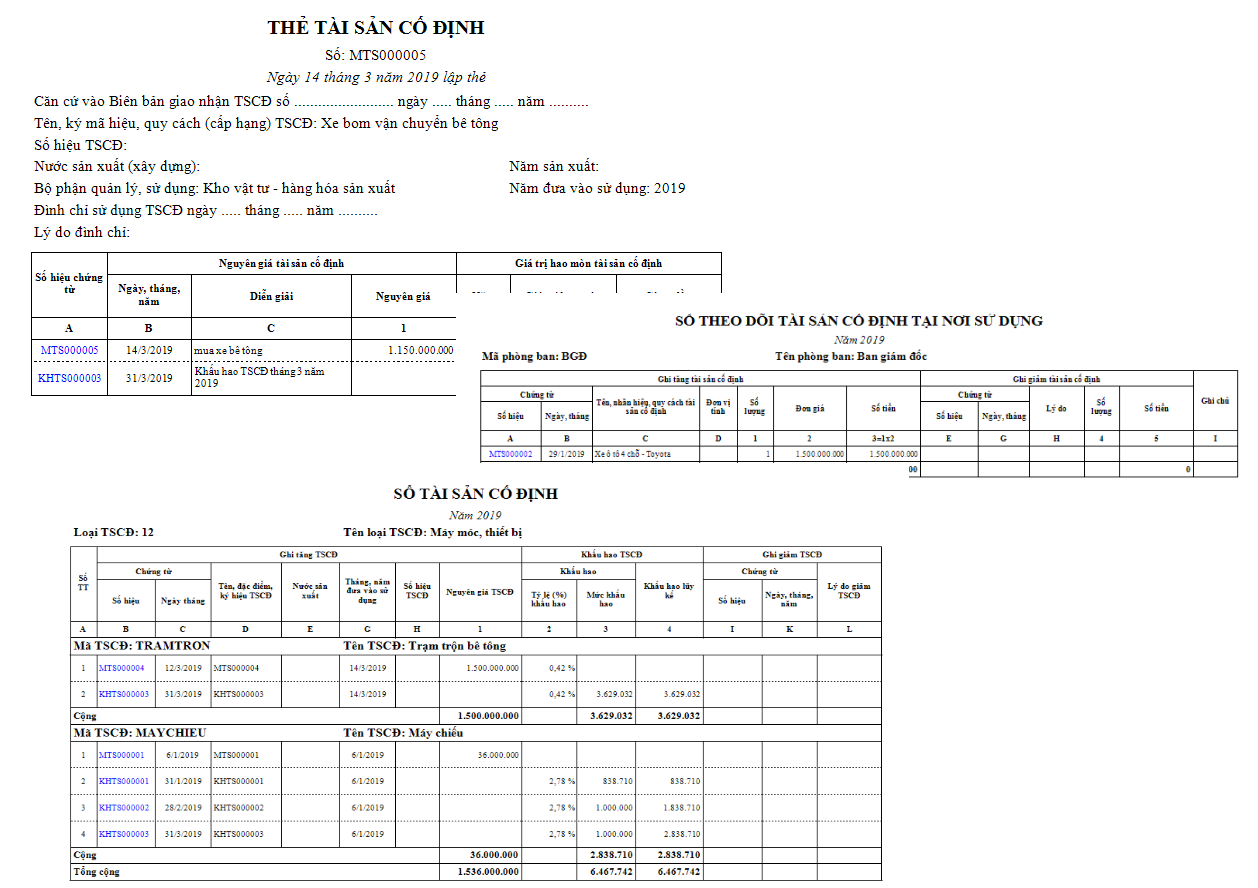 THẺ TÀI SẢN CỐ ĐỊNH
Số: MTS000005
Ngày 14 tháng 3 năm 2019 lập thẻ
Căn cứ vào Biên bản giao nhận TSCĐ số .......................... ngày ..... tháng ..... năm ..........
Tên, ký mã hiệu, quy cách (cấp hạng) TSCĐ: Xe bom vận chuyển bê tông
Số hiệu TSCĐ:
Nước sản xuất (xây dựng): Năm sản xuất:
Bộ phận quản lý, sử dụng: Kho vật tư - hàng hóa sản xuất Năm đưa vào sử dụng: 2019
Đình chỉ sử dụng TSCĐ ngày ..... tháng ..... năm ..........
Lý do đình chỉ:
Số hiệu chứng từ Nguyên giá tài sản cố định Giá trị hao mòn tài sản cố định
Ngày, tháng, năm Diễn giải Nguyên giá
A B C 1
MTS000005 14/3/2019 mua xe bê tông 1.150.000.000
KHTS000003 31/3/2019 Khấu hao TSCĐ tháng 3 năm 2019
SỔ THEO DÕI TÀI SẢN CỐ ĐỊNH TẠI NƠI SỬ DỤNG
Năm 2019
Mã phòng ban: BGĐ Tên phòng ban: Ban giám đốc
Ghi tăng tài sản cố định Ghi giảm tài sản cố định Ghi chú
Chứng từ Tên, nhãn hiệu, quy cách tài sản cố định Đơn vị tính Số lượng Đơn giá Số tiền Chứng từ Lý do Số lượng Số tiền
Số hiệu Ngày, tháng Số hiệu Ngày, tháng
A B C D 1 2 3=1x2 E G H 4 5 I
MTS000002 29/1/2019 Xe ô tô 4 chỗ - Toyota 1 1.500.000.000 1.500.000.000
00 0
SỔ TÀI SẢN CỐ ĐỊNH
Năm 2019
Loại TSCĐ: 12 Tên loại TSCĐ: Máy móc, thiết bị
Số TT Ghi tăng TSCĐ Khấu hao TSCĐ Ghi giảm TSCĐ
Chứng từ Tên, đặc điểm, ký hiệu TSCĐ Nước sản xuất Tháng, năm đưa vào sử dụng Số hiệu TSCĐ Nguyên giá TSCĐ Khấu hao Khấu hao lũy kế Chứng từ Lý do giảm TSCĐ
Số hiệu Ngày tháng Tỷ lệ (%) khấu hao Mức khấu hao Số hiệu Ngày, tháng, năm
A B C D E G H 1 2 3 4 I K L
Mã TSCĐ: TRAMTRON Tên TSCĐ: Trạm trộn bê tông
1 MTS000004 12/3/2019 MTS000004 14/3/2019 1.500.000.000 0,42 %
2 KHTS000003 31/3/2019 KHTS000003 14/3/2019 0,42 % 3.629.032 3.629.032
Cộng 1.500.000.000 3.629.032 3.629.032
Mã TSCĐ: MAYCHIEU Tên TSCĐ: Máy chiếu
1 MTS000001 6/1/2019 MTS000001 6/1/2019 36.000.000
2 KHTS000001 31/1/2019 KHTS000001 6/1/2019 2,78 % 838.710 838.710
3 KHTS000002 28/2/2019 KHTS000002 6/1/2019 2,78 % 1.000.000 1.838.710
4 KHTS000003 31/3/2019 KHTS000003 6/1/2019 2,78 % 1.000.000 2.838.710
Cộng 36.000.000 2.838.710 2.838.710
Tổng cộng 1.536.000.000 6.467.742 6.467.742